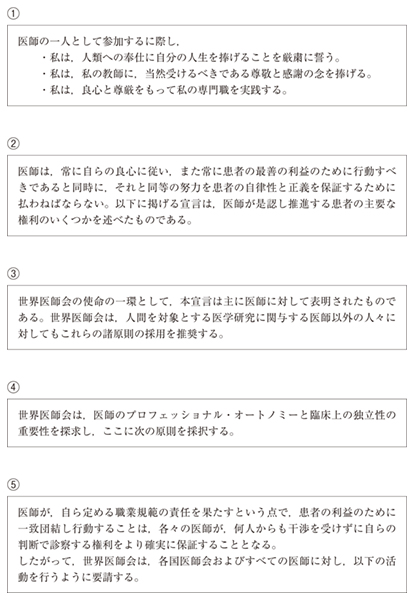 ①
医師の一人として参加するに際し，
・私は，人類への奉仕に自分の人生を捧げることを厳粛に誓う。
・私は，私の教師に，当然受けるべきである尊敬と感謝の念を捧げる。
・私は，良心と尊厳をもって私の専門職を実践する。
②
医師は，常に自らの良心に従い，また常に患者の最善の利益のために行動すべ
きであると同時に，それと同等の努力を患者の自律性と正義を保証するために
払わねばならない。以下に掲げる宣言は，医師が是認し推進する患者の主要な
権利のいくつかを述べたものである。
③
世界医師会の使命の一環として，本宣言は主に医師に対して表明されたもので
ある。世界医師会は，人間を対象とする医学研究に関与する医師以外の人々に
対してもこれらの諸原則の採用を推奨する。
④
世界医師会は，医師のプロフェッショナル・オートノミーと臨床上の独立性の
重要性を探求し，ここに次の原則を採択する。
⑤
医師が，自ら定める職業規範の責任を果たすという点で，患者の利益のために
一致団結し行動することは，各々の医師が，何人からも干渉を受けずに自らの
判断で診察する権利をより確実に保証することとなる。
したがって，世界医師会は，各国医師会およびすべての医師に対し，以下の活
動を行うように要請する。